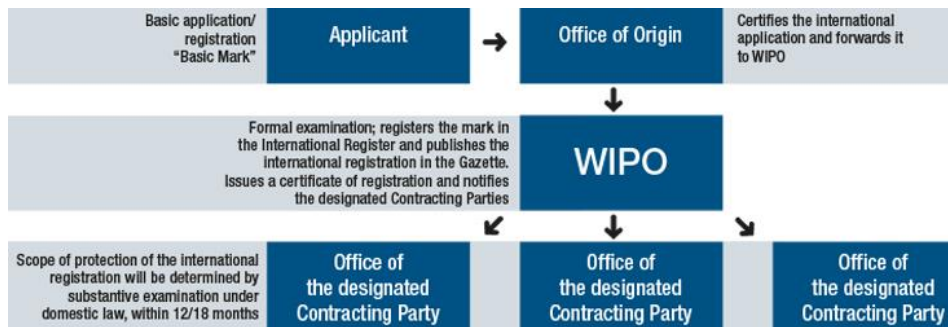 Basic application/
registration
“Basic Mark”
Applicant
Office of Origin
Certifies the international
application and forwards it
to WIPO
Formal examination; registers the mark in
the International Register and publishes the
international registration in the Gazette.
Issues a certificate of registration and notifies
the designated Contracting Parties
WIPO
Scope of protection of the international
registration will be determined by
substantive examination under
domestic law, within 12/18 months
Office of
the designated
Contracting Party
Office of
the designated
Contracting Party
Office of
the designated
Contracting Party